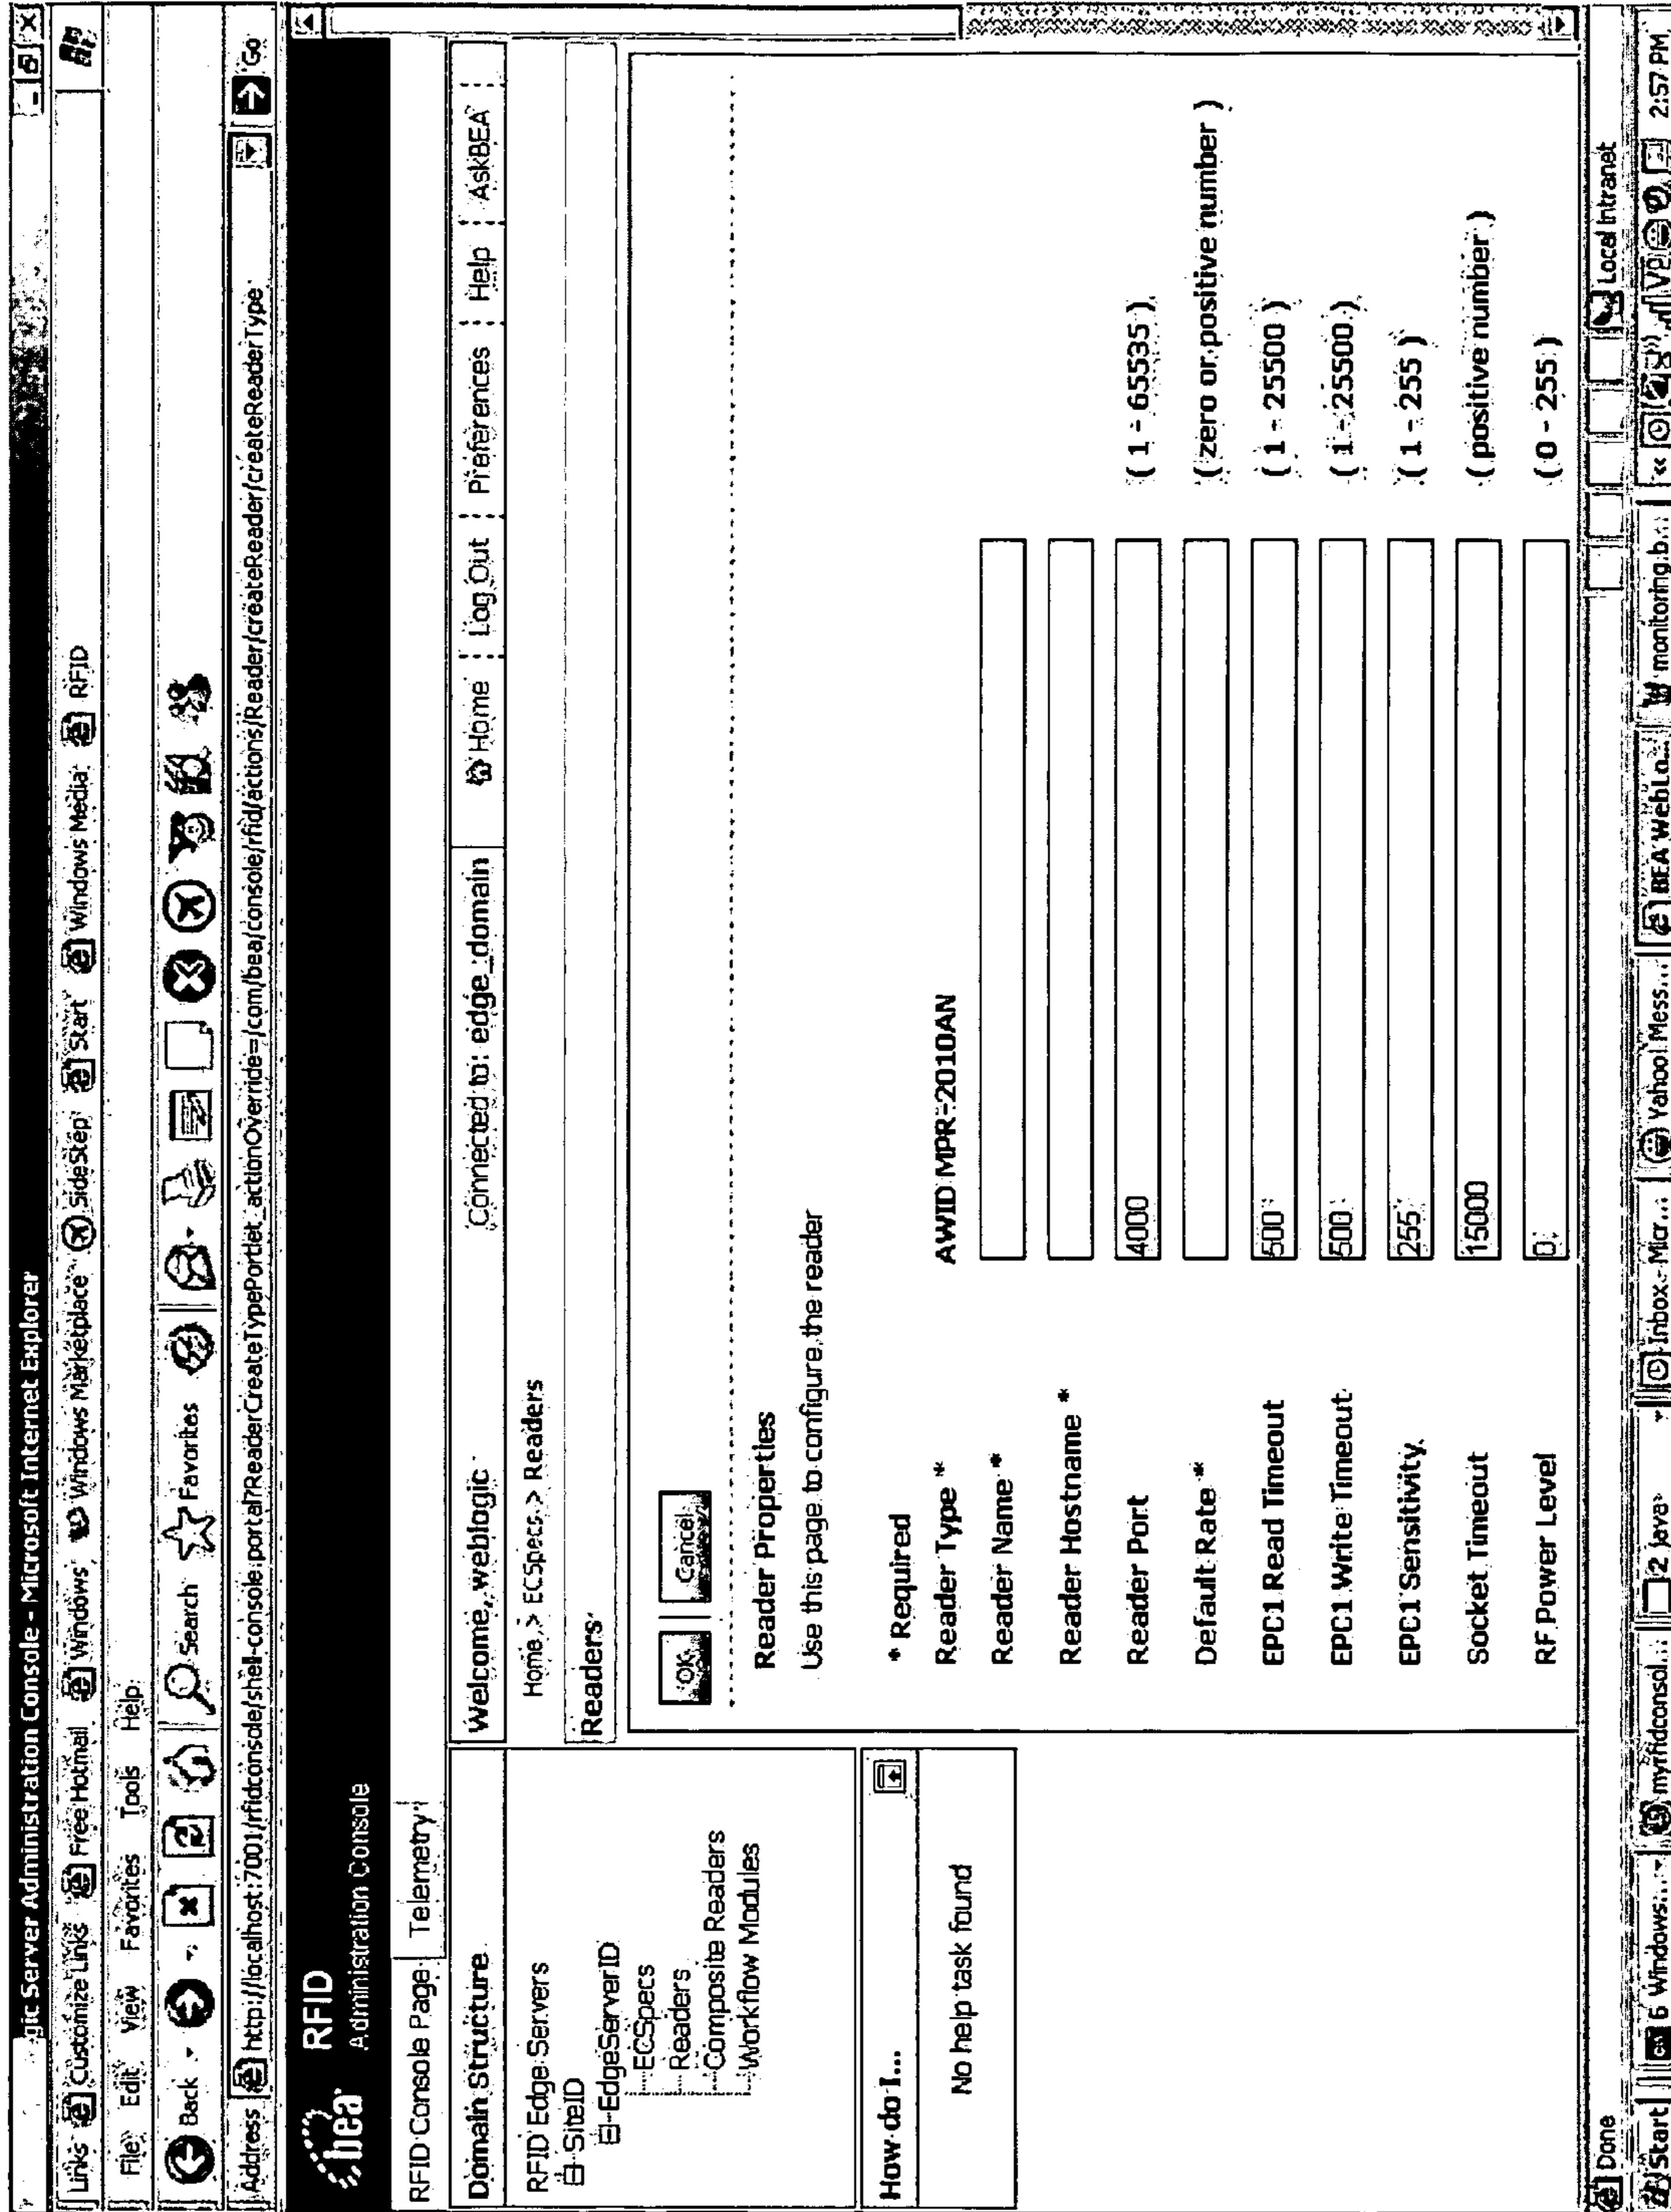 gic Server Administration Console - Microsoft Internet Explorer
Links Customize Links Free Hotmail Windows Windows Marketplace SideStep Start Windows Media RFID
File Edit View Favorites Tools Help
Back Search Favorites
Address http://localhost:7001/rfidconsole/shell-console.portal?ReaderCreateTypePortlet_actionOverride=/com/bea/console/rfid/actions/Reader/createReader/createReader/createReaderType Go
bea RFID
Administration Console
RFID Console Page Telemetry
Domain Structure
RFID Edge Servers
SiteID
EdgeServerID
ECSpecs
Readers
Composite Readers
Workflow Modules
How do I...
No help task found
Welcome, weblogic Connected to: edge_domain Home Log Out Preferences Help AskBEA
Home > ECSpecs > Readers
Readers
OK Cancel
Reader Properties
Use this page to configure the reader
* Required
Reader Type * AWID MPR-2010AN
Reader Name *
Reader Hostname *
Reader Port 4000 ( 1 - 65535 )
Default Rate * ( zero or positive number )
EPC1 Read Timeout 500 ( 1 - 25500 )
EPC1 Write Timeout 500 ( 1 - 25500 )
EPC1 Sensitivity 255 ( 1 - 255 )
Socket Timeout 15000 ( positive number )
RF Power Level 0 ( 0 - 255 )
Done Local intranet
Start 6 Windows... myrfidconsol... 2 java Inbox - Micr... Yahoo! Mess... BEA WebLo... monitoring.b... « 2:57 PM